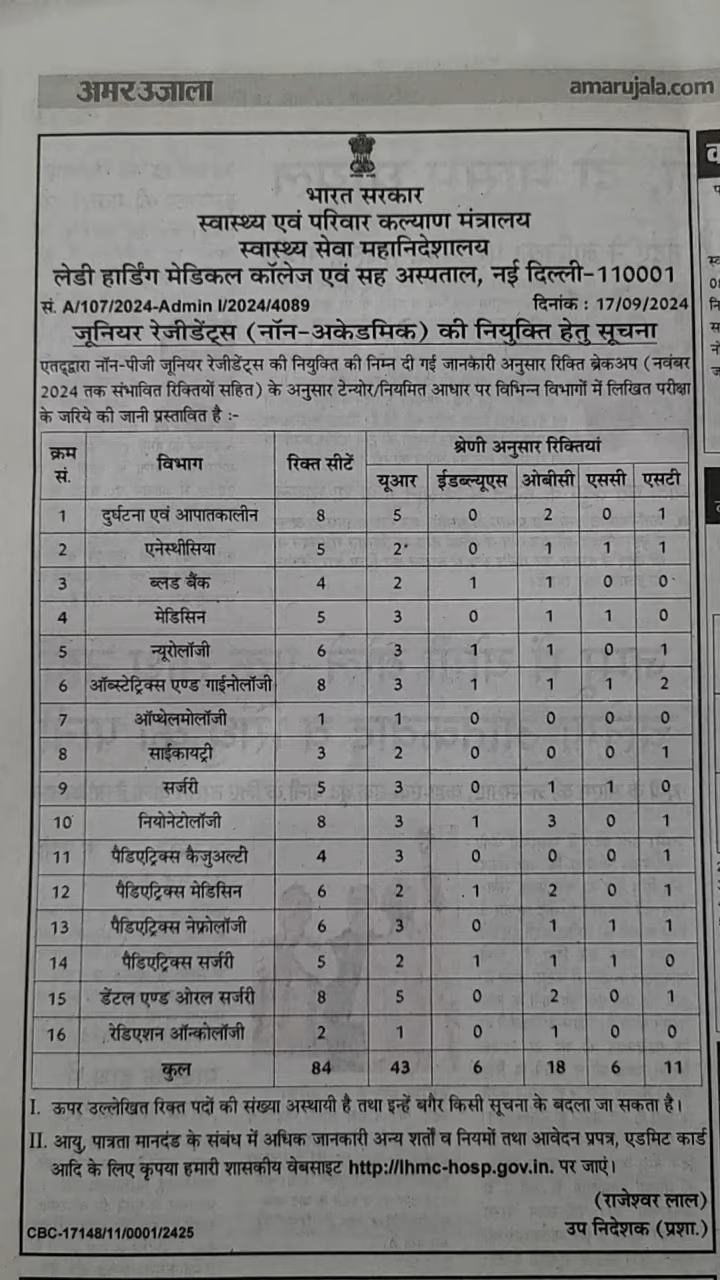 अमर उजाला
amarujala.com
भारत सरकार
स्वास्थ्य एवं परिवार कल्याण मंत्रालय
स्वास्थ्य सेवा महानिदेशालय
लेडी हार्डिंग मेडिकल कॉलेज एवं सह अस्पताल, नई दिल्ली-110001
सं. A/107/2024-Admin I/2024/4089 दिनांक : 17/09/2024
जूनियर रेजीडेंट्स (नॉन-अकेडमिक) की नियुक्ति हेतु सूचना
एतद्द्वारा नॉन-पीजी जूनियर रेजीडेंट्स की नियुक्ति की निम्न दी गई जानकारी अनुसार रिक्ति ब्रेकअप (नवंबर
2024 तक संभावित रिक्तियों सहित) के अनुसार टेन्योर/नियमित आधार पर विभिन्न विभागों में लिखित परीक्षा
के जरिये की जानी प्रस्तावित है :-
क्रम सं. विभाग रिक्त सीटें श्रेणी अनुसार रिक्तियां
यूआर ईडब्ल्यूएस ओबीसी एससी एसटी
1 दुर्घटना एवं आपातकालीन 8 5 0 2 0 1
2 एनेस्थीसिया 5 2 0 1 1 1
3 ब्लड बैंक 4 2 1 1 0 0
4 मेडिसिन 5 3 0 1 1 0
5 न्यूरोलॉजी 6 3 1 1 0 1
6 ऑब्स्टेट्रिक्स एण्ड गाईनोलॉजी 8 3 1 1 1 2
7 ऑप्थेलमोलॉजी 1 1 0 0 0 0
8 साईकायट्री 3 2 0 0 0 1
9 सर्जरी 5 3 0 1 1 0
10 नियोनेटोलॉजी 8 3 1 3 0 1
11 पैडिएट्रिक्स कैजुअल्टी 4 3 0 0 0 1
12 पैडिएट्रिक्स मेडिसिन 6 2 1 2 0 1
13 पैडिएट्रिक्स नेफ्रोलॉजी 6 3 0 1 1 1
14 पैडिएट्रिक्स सर्जरी 5 2 1 1 1 0
15 डेंटल एण्ड ओरल सर्जरी 8 5 0 2 0 1
16 रेडिएशन ऑन्कोलॉजी 2 1 0 1 0 0
कुल 84 43 6 18 6 11
I. ऊपर उल्लेखित रिक्त पदों की संख्या अस्थायी है तथा इन्हें बगैर किसी सूचना के बदला जा सकता है।
II. आयु, पात्रता मानदंड के संबंध में अधिक जानकारी अन्य शर्तों व नियमों तथा आवेदन प्रपत्र, एडमिट कार्ड
आदि के लिए कृपया हमारी शासकीय वेबसाइट http://lhmc-hosp.gov.in. पर जाएं।
(राजेश्वर लाल)
CBC-17148/11/0001/2425 उप निदेशक (प्रशा.)